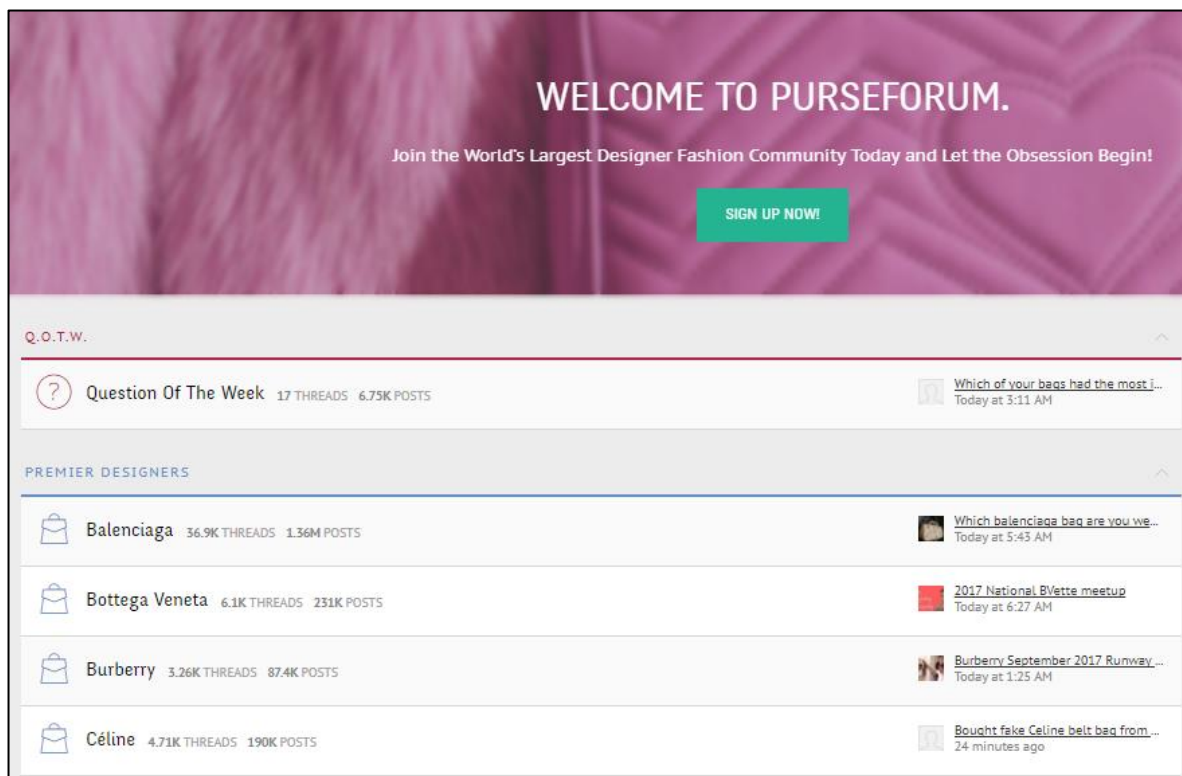 WELCOME TO PURSEFORUM.
Join the World's Largest Designer Fashion Community Today and Let the Obsession Begin!
SIGN UP NOW!
Q.O.T.W.
? Question Of The Week 17 THREADS 6.75K POSTS
Which of your bags had the most i...
Today at 3:11 AM
PREMIER DESIGNERS
Balenciaga 36.9K THREADS 1.36M POSTS
Which balenciaga bag are you we...
Today at 5:43 AM
Bottega Veneta 6.1K THREADS 231K POSTS
2017 National BVette meetup
Today at 6:27 AM
Burberry 3.26K THREADS 87.4K POSTS
Burberry September 2017 Runway ...
Today at 1:25 AM
Céline 4.71K THREADS 190K POSTS
Bought fake Celine belt bag from ...
24 minutes ago